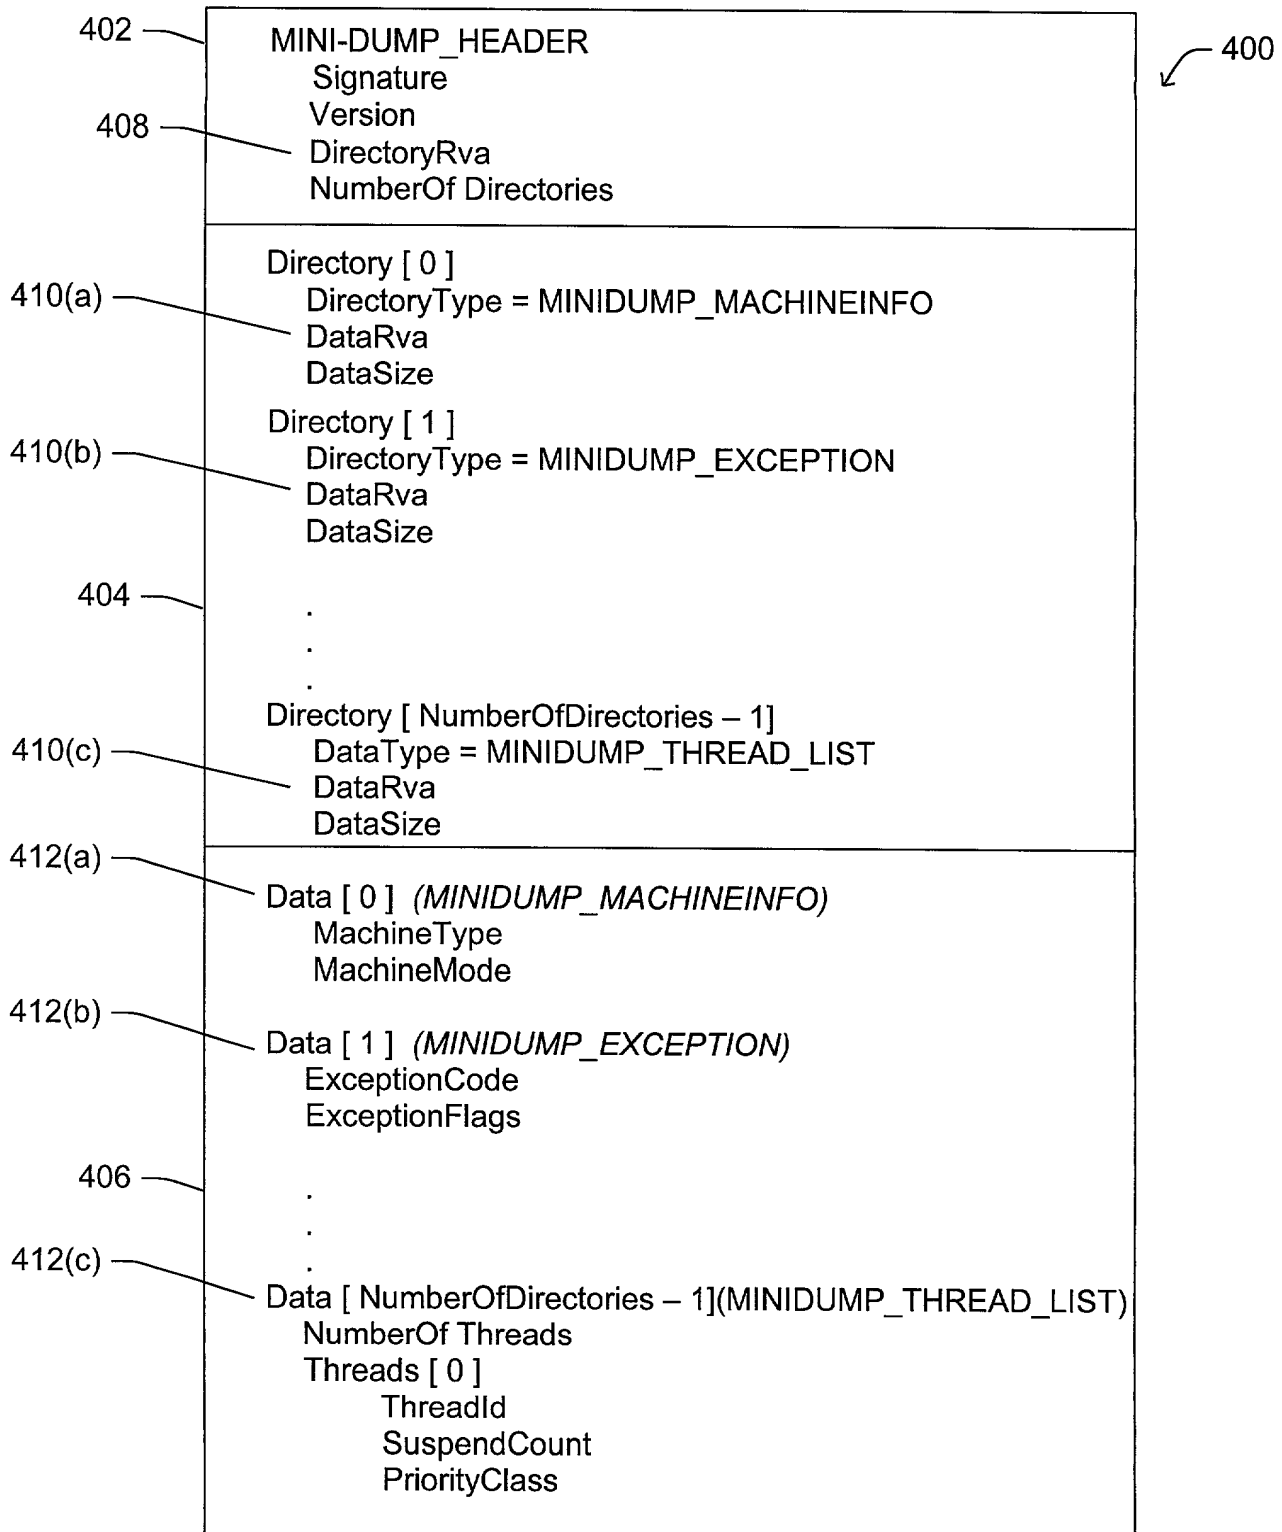 402
MINI-DUMP_HEADER
400
Signature
Version
408
DirectoryRva
NumberOf Directories
Directory [ 0 ]
410(a)
DirectoryType = MINIDUMP_MACHINEINFO
DataRva
DataSize
Directory [ 1 ]
410(b)
DirectoryType = MINIDUMP_EXCEPTION
DataRva
DataSize
404
.
.
.
Directory [ NumberOfDirectories – 1]
410(c)
DataType = MINIDUMP_THREAD_LIST
DataRva
DataSize
412(a)
Data [ 0 ] (MINIDUMP_MACHINEINFO)
MachineType
MachineMode
412(b)
Data [ 1 ] (MINIDUMP_EXCEPTION)
ExceptionCode
ExceptionFlags
406
.
.
.
412(c)
Data [ NumberOfDirectories – 1](MINIDUMP_THREAD_LIST)
NumberOf Threads
Threads [ 0 ]
ThreadId
SuspendCount
PriorityClass